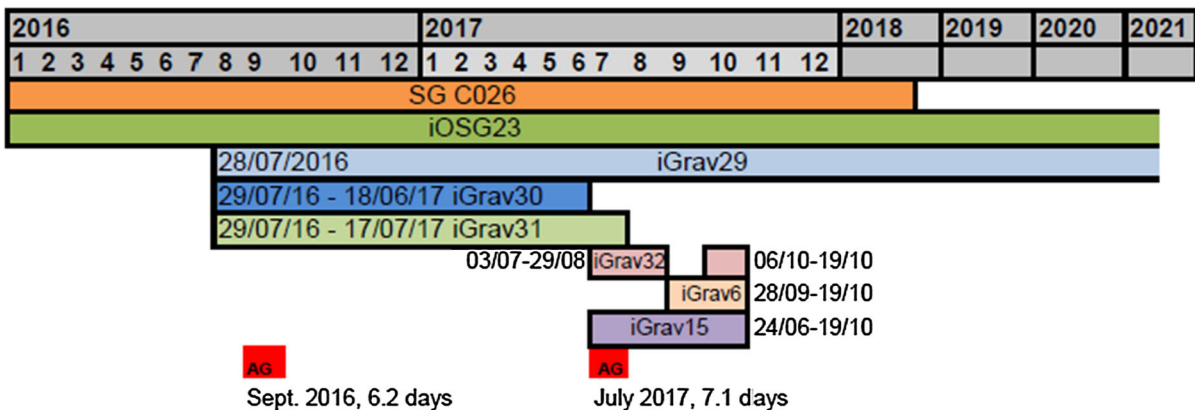 2016 2017 2018 2019 2020 2021
1 2 3 4 5 6 7 8 9 10 11 12 1 2 3 4 5 6 7 8 9 10 11 12
SG C026
iOSG23
28/07/2016 iGrav29
29/07/16 - 18/06/17 iGrav30
29/07/16 - 17/07/17 iGrav31
03/07-29/08 iGrav32 06/10-19/10
iGrav6 28/09-19/10
iGrav15 24/06-19/10
AG AG
Sept. 2016, 6.2 days July 2017, 7.1 days